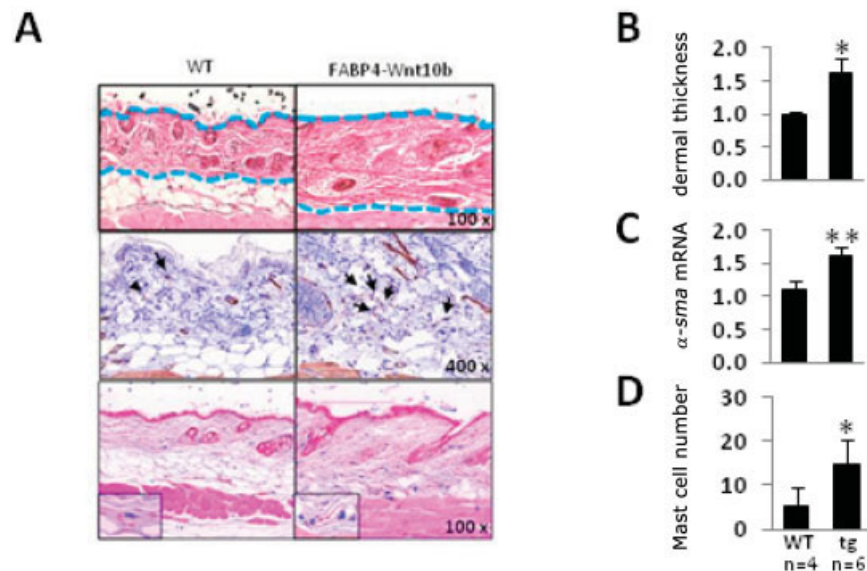 A
WT
FABP4-Wnt10b
100 x
400 x
100 x
B
dermal thickness
2.0
*
1.5
1.0
0.5
0.0
C
α-sma mRNA
2.0
**
1.5
1.0
0.5
0.0
D
Mast cell number
30
*
20
10
0
WT tg
n=4 n=6